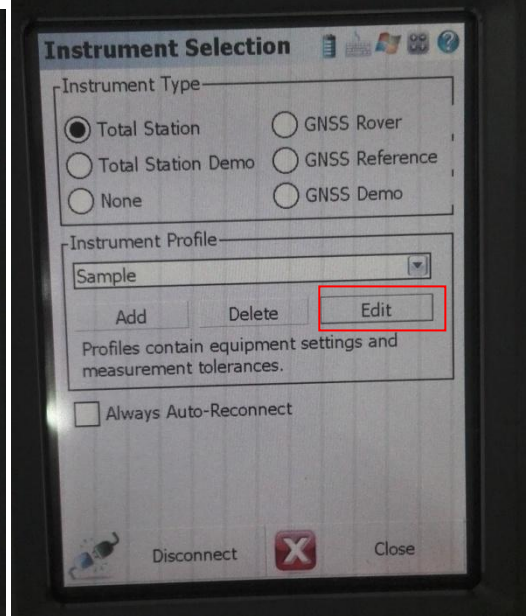 Instrument Selection
Instrument Type
Total Station
GNSS Rover
Total Station Demo
GNSS Reference
None
GNSS Demo
Instrument Profile
Sample
Add
Delete
Edit
Profiles contain equipment settings and
measurement tolerances.
Always Auto-Reconnect
Disconnect
Close